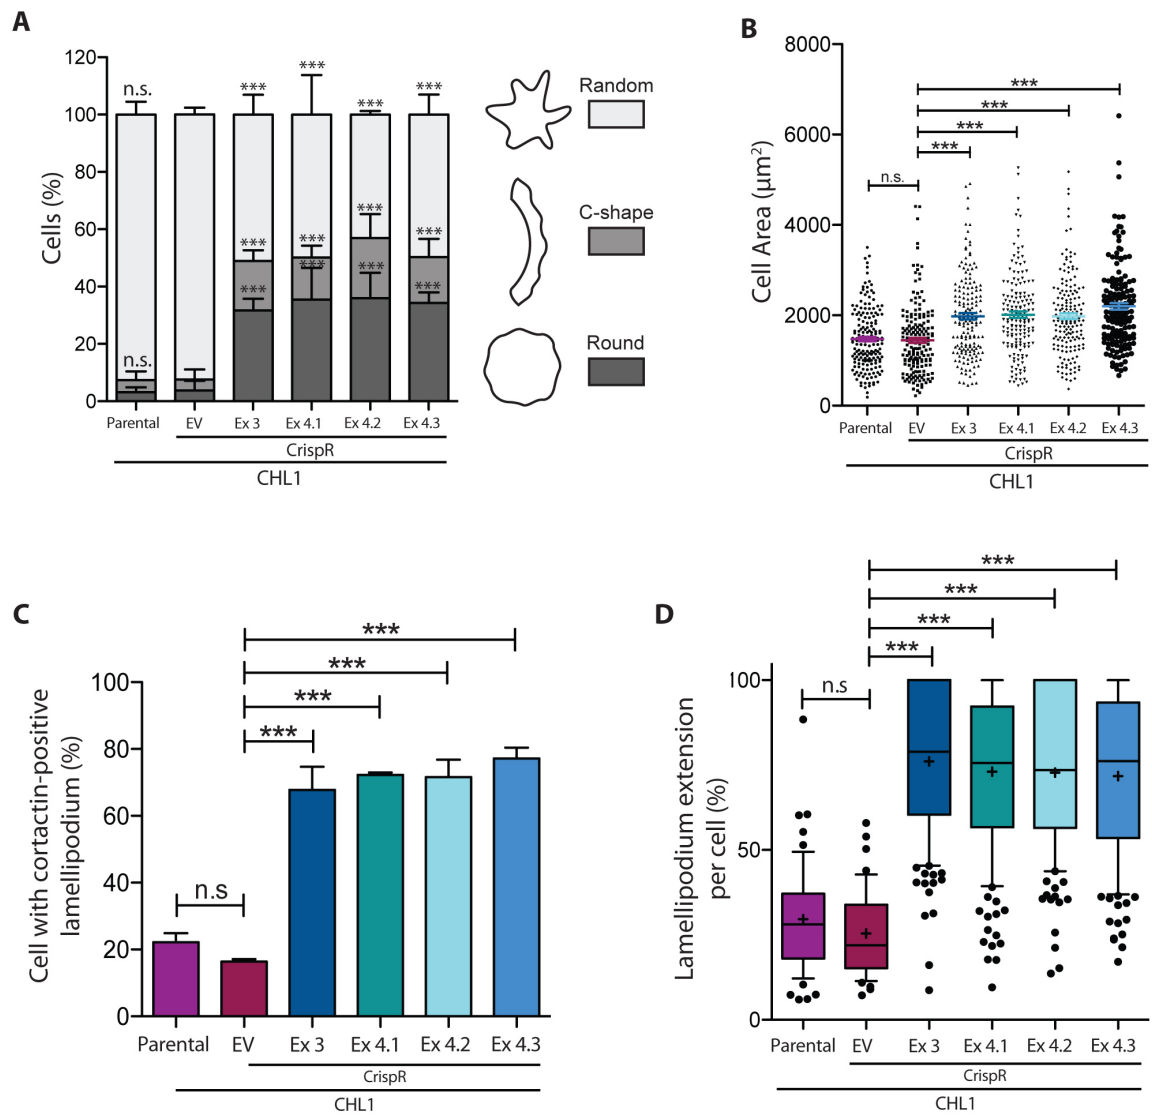 A
120
100
80
60
40
20
0
Cells (%)
n.s.
***
***
***
***
***
***
***
***
***
***
***
***
n.s.
Parental EV Ex 3 Ex 4.1 Ex 4.2 Ex 4.3
CrispR
CHL1
Random
C-shape
Round
B
8000
6000
4000
2000
0
Cell Area (µm²)
***
***
***
***
n.s.
Parental EV Ex 3 Ex 4.1 Ex 4.2 Ex 4.3
CrispR
CHL1
C
100
80
60
40
20
0
Cell with cortactin-positive
lamellipodium (%)
***
***
***
***
n.s
Parental EV Ex 3 Ex 4.1 Ex 4.2 Ex 4.3
CrispR
CHL1
D
100
50
0
Lamellipodium extension
per cell (%)
***
***
***
***
n.s
Parental EV Ex 3 Ex 4.1 Ex 4.2 Ex 4.3
CrispR
CHL1